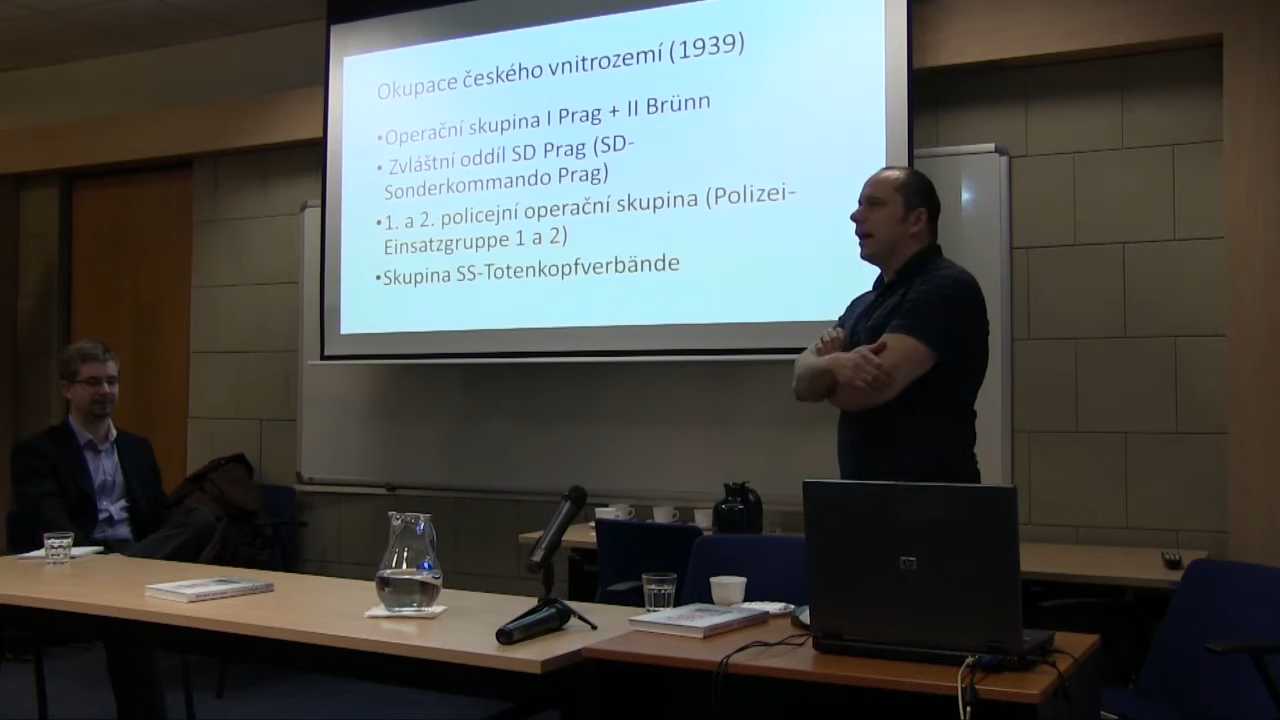 Okupace českého vnitrozemí (1939)
•Operační skupina I Prag + II Brünn
• Zvláštní oddíl SD Prag (SD-
Sonderkommando Prag)
•1. a 2. policejní operační skupina (Polizei-
Einsatzgruppe 1 a 2)
•Skupina SS-Totenkopfverbände
hp